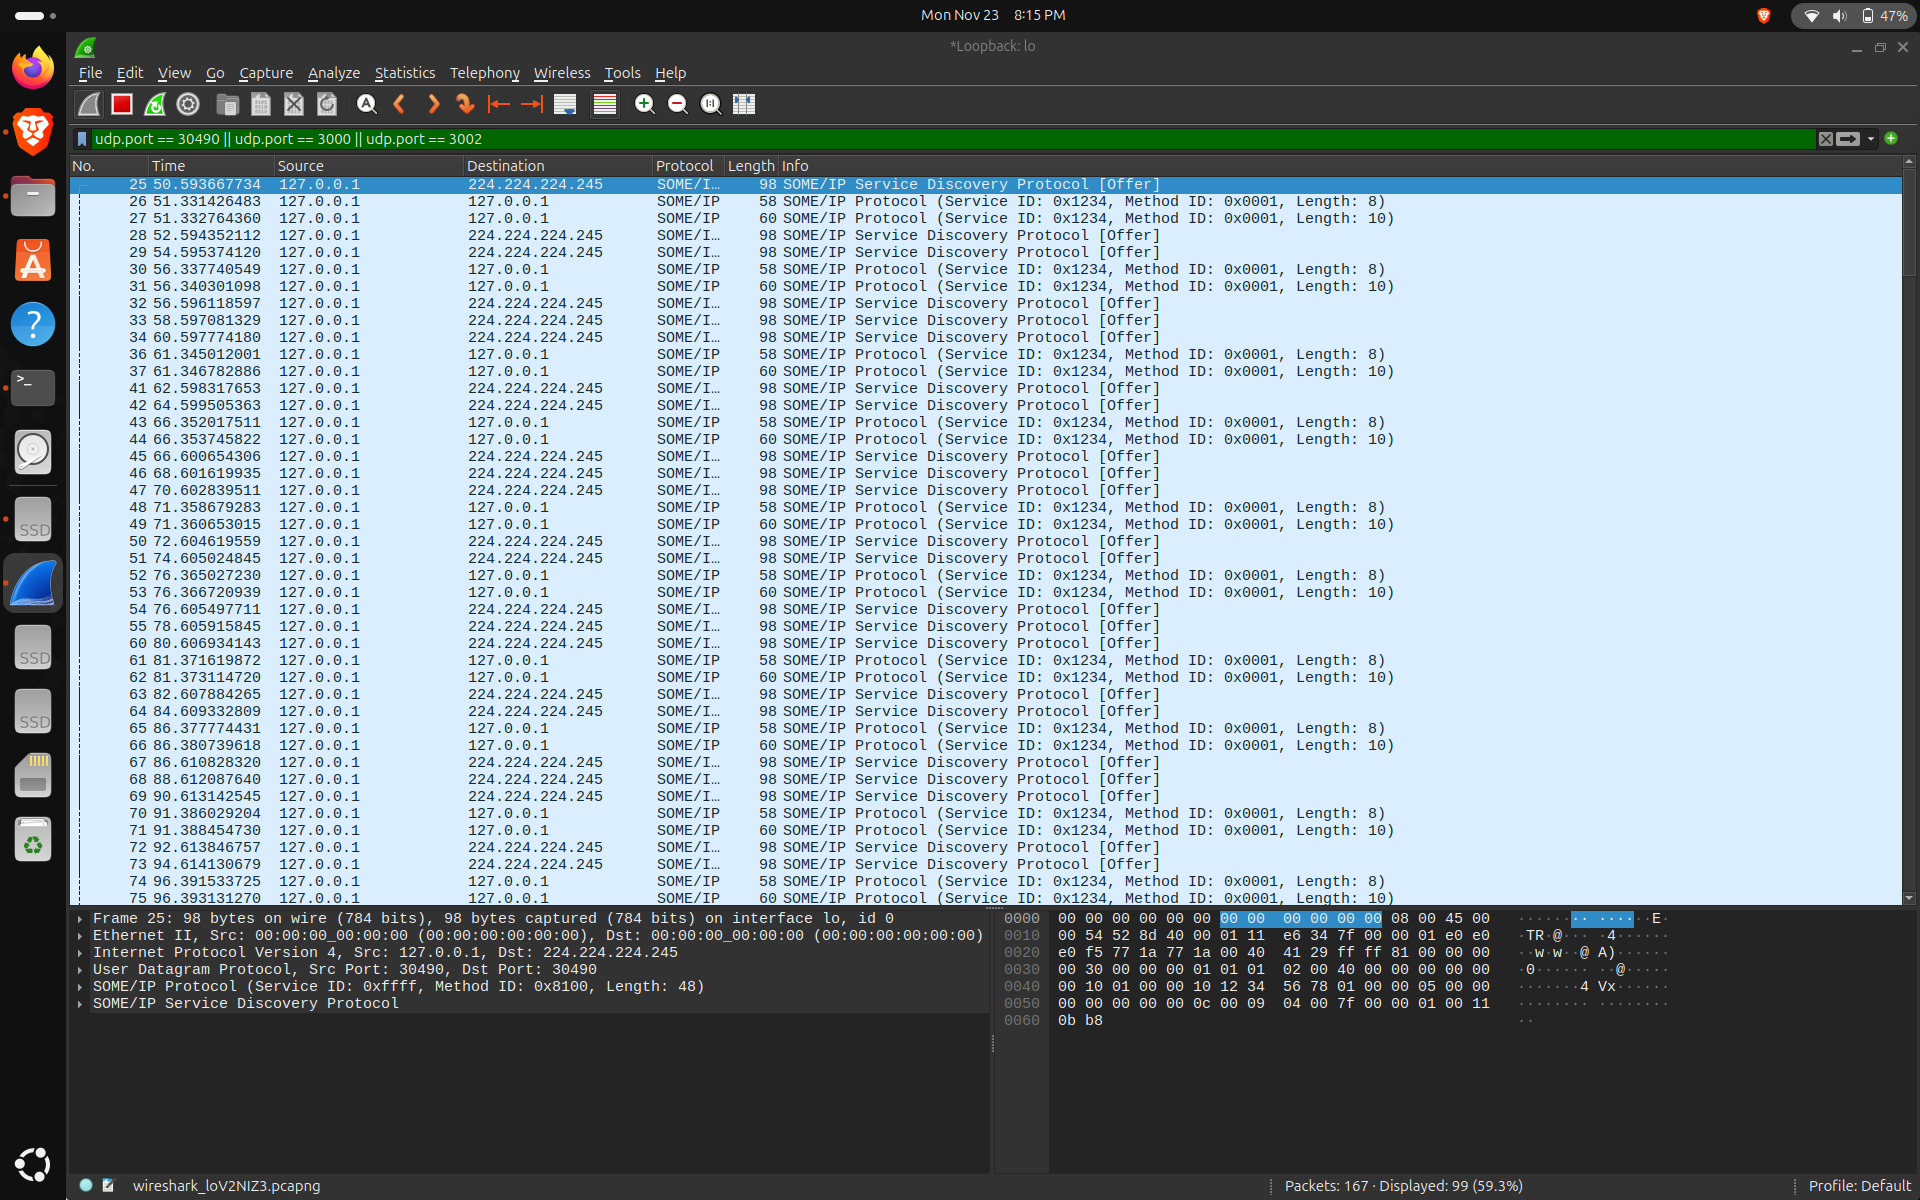 Mon Nov 23 8:15 PM
47%
*Loopback: lo
File Edit View Go Capture Analyze Statistics Telephony Wireless Tools Help
udp.port == 30490 || udp.port == 3000 || udp.port == 3002
No. Time Source Destination Protocol Length Info
25 50.593667734 127.0.0.1 224.224.224.245 SOME/I… 98 SOME/IP Service Discovery Protocol [Offer]
26 51.331426483 127.0.0.1 127.0.0.1 SOME/IP 58 SOME/IP Protocol (Service ID: 0x1234, Method ID: 0x0001, Length: 8)
27 51.332764360 127.0.0.1 127.0.0.1 SOME/IP 60 SOME/IP Protocol (Service ID: 0x1234, Method ID: 0x0001, Length: 10)
28 52.594352112 127.0.0.1 224.224.224.245 SOME/I… 98 SOME/IP Service Discovery Protocol [Offer]
29 54.595374120 127.0.0.1 224.224.224.245 SOME/I… 98 SOME/IP Service Discovery Protocol [Offer]
30 56.337740549 127.0.0.1 127.0.0.1 SOME/IP 58 SOME/IP Protocol (Service ID: 0x1234, Method ID: 0x0001, Length: 8)
31 56.340301098 127.0.0.1 127.0.0.1 SOME/IP 60 SOME/IP Protocol (Service ID: 0x1234, Method ID: 0x0001, Length: 10)
32 56.596118597 127.0.0.1 224.224.224.245 SOME/I… 98 SOME/IP Service Discovery Protocol [Offer]
33 58.597081329 127.0.0.1 224.224.224.245 SOME/I… 98 SOME/IP Service Discovery Protocol [Offer]
34 60.597774180 127.0.0.1 224.224.224.245 SOME/I… 98 SOME/IP Service Discovery Protocol [Offer]
36 61.345012001 127.0.0.1 127.0.0.1 SOME/IP 58 SOME/IP Protocol (Service ID: 0x1234, Method ID: 0x0001, Length: 8)
37 61.346782886 127.0.0.1 127.0.0.1 SOME/IP 60 SOME/IP Protocol (Service ID: 0x1234, Method ID: 0x0001, Length: 10)
41 62.598317653 127.0.0.1 224.224.224.245 SOME/I… 98 SOME/IP Service Discovery Protocol [Offer]
42 64.599505363 127.0.0.1 224.224.224.245 SOME/I… 98 SOME/IP Service Discovery Protocol [Offer]
43 66.352017511 127.0.0.1 127.0.0.1 SOME/IP 58 SOME/IP Protocol (Service ID: 0x1234, Method ID: 0x0001, Length: 8)
44 66.353745822 127.0.0.1 127.0.0.1 SOME/IP 60 SOME/IP Protocol (Service ID: 0x1234, Method ID: 0x0001, Length: 10)
45 66.600654306 127.0.0.1 224.224.224.245 SOME/I… 98 SOME/IP Service Discovery Protocol [Offer]
46 68.601619935 127.0.0.1 224.224.224.245 SOME/I… 98 SOME/IP Service Discovery Protocol [Offer]
47 70.602839511 127.0.0.1 224.224.224.245 SOME/I… 98 SOME/IP Service Discovery Protocol [Offer]
48 71.358679283 127.0.0.1 127.0.0.1 SOME/IP 58 SOME/IP Protocol (Service ID: 0x1234, Method ID: 0x0001, Length: 8)
49 71.360653015 127.0.0.1 127.0.0.1 SOME/IP 60 SOME/IP Protocol (Service ID: 0x1234, Method ID: 0x0001, Length: 10)
50 72.604619559 127.0.0.1 224.224.224.245 SOME/I… 98 SOME/IP Service Discovery Protocol [Offer]
51 74.605024845 127.0.0.1 224.224.224.245 SOME/I… 98 SOME/IP Service Discovery Protocol [Offer]
52 76.365027230 127.0.0.1 127.0.0.1 SOME/IP 58 SOME/IP Protocol (Service ID: 0x1234, Method ID: 0x0001, Length: 8)
53 76.366720939 127.0.0.1 127.0.0.1 SOME/IP 60 SOME/IP Protocol (Service ID: 0x1234, Method ID: 0x0001, Length: 10)
54 76.605497711 127.0.0.1 224.224.224.245 SOME/I… 98 SOME/IP Service Discovery Protocol [Offer]
55 78.605915845 127.0.0.1 224.224.224.245 SOME/I… 98 SOME/IP Service Discovery Protocol [Offer]
60 80.606934143 127.0.0.1 224.224.224.245 SOME/I… 98 SOME/IP Service Discovery Protocol [Offer]
61 81.371619872 127.0.0.1 127.0.0.1 SOME/IP 58 SOME/IP Protocol (Service ID: 0x1234, Method ID: 0x0001, Length: 8)
62 81.373114720 127.0.0.1 127.0.0.1 SOME/IP 60 SOME/IP Protocol (Service ID: 0x1234, Method ID: 0x0001, Length: 10)
63 82.607884265 127.0.0.1 224.224.224.245 SOME/I… 98 SOME/IP Service Discovery Protocol [Offer]
64 84.609332809 127.0.0.1 224.224.224.245 SOME/I… 98 SOME/IP Service Discovery Protocol [Offer]
65 86.377774431 127.0.0.1 127.0.0.1 SOME/IP 58 SOME/IP Protocol (Service ID: 0x1234, Method ID: 0x0001, Length: 8)
66 86.380739618 127.0.0.1 127.0.0.1 SOME/IP 60 SOME/IP Protocol (Service ID: 0x1234, Method ID: 0x0001, Length: 10)
67 86.610828320 127.0.0.1 224.224.224.245 SOME/I… 98 SOME/IP Service Discovery Protocol [Offer]
68 88.612087640 127.0.0.1 224.224.224.245 SOME/I… 98 SOME/IP Service Discovery Protocol [Offer]
69 90.613142545 127.0.0.1 224.224.224.245 SOME/I… 98 SOME/IP Service Discovery Protocol [Offer]
70 91.386029204 127.0.0.1 127.0.0.1 SOME/IP 58 SOME/IP Protocol (Service ID: 0x1234, Method ID: 0x0001, Length: 8)
71 91.388454730 127.0.0.1 127.0.0.1 SOME/IP 60 SOME/IP Protocol (Service ID: 0x1234, Method ID: 0x0001, Length: 10)
72 92.613846757 127.0.0.1 224.224.224.245 SOME/I… 98 SOME/IP Service Discovery Protocol [Offer]
73 94.614130679 127.0.0.1 224.224.224.245 SOME/I… 98 SOME/IP Service Discovery Protocol [Offer]
74 96.391533725 127.0.0.1 127.0.0.1 SOME/IP 58 SOME/IP Protocol (Service ID: 0x1234, Method ID: 0x0001, Length: 8)
75 96.393131270 127.0.0.1 127.0.0.1 SOME/IP 60 SOME/IP Protocol (Service ID: 0x1234, Method ID: 0x0001, Length: 10)
Frame 25: 98 bytes on wire (784 bits), 98 bytes captured (784 bits) on interface lo, id 0
Ethernet II, Src: 00:00:00_00:00:00 (00:00:00:00:00:00), Dst: 00:00:00_00:00:00 (00:00:00:00:00:00)
Internet Protocol Version 4, Src: 127.0.0.1, Dst: 224.224.224.245
User Datagram Protocol, Src Port: 30490, Dst Port: 30490
SOME/IP Protocol (Service ID: 0xffff, Method ID: 0x8100, Length: 48)
SOME/IP Service Discovery Protocol
0000 00 00 00 00 00 00 00 00 00 00 00 00 08 00 45 00 ··············E·
0010 00 54 52 8d 40 00 01 11 e6 34 7f 00 00 01 e0 e0 ·TR·@····4······
0020 e0 f5 77 1a 77 1a 00 40 41 29 ff ff 81 00 00 00 ··w·w··@A)······
0030 00 30 00 00 00 01 01 01 02 00 40 00 00 00 00 00 ·0········@·····
0040 00 10 01 00 00 10 12 34 56 78 01 00 00 05 00 00 ·······4Vx······
0050 00 00 00 00 00 0c 00 09 04 00 7f 00 00 01 00 11 ················
0060 0b b8 ··
SSD
SSD
SSD
wireshark_loV2NIZ3.pcapng
Packets: 167 · Displayed: 99 (59.3%)
Profile: Default